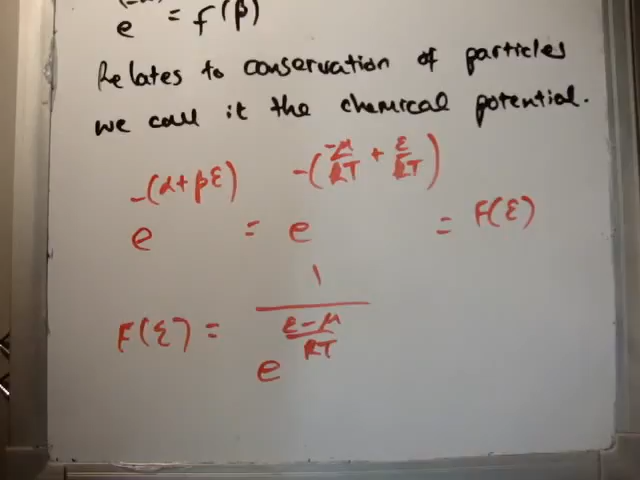 e^(-α) = f(β)
Relates to conservation of particles
we call it the chemical potential.
e^-(α+βε) = e^-(-μ/kT + ε/kT) = F(ε)
F(ε) = 1 / e^((ε-μ)/kT)